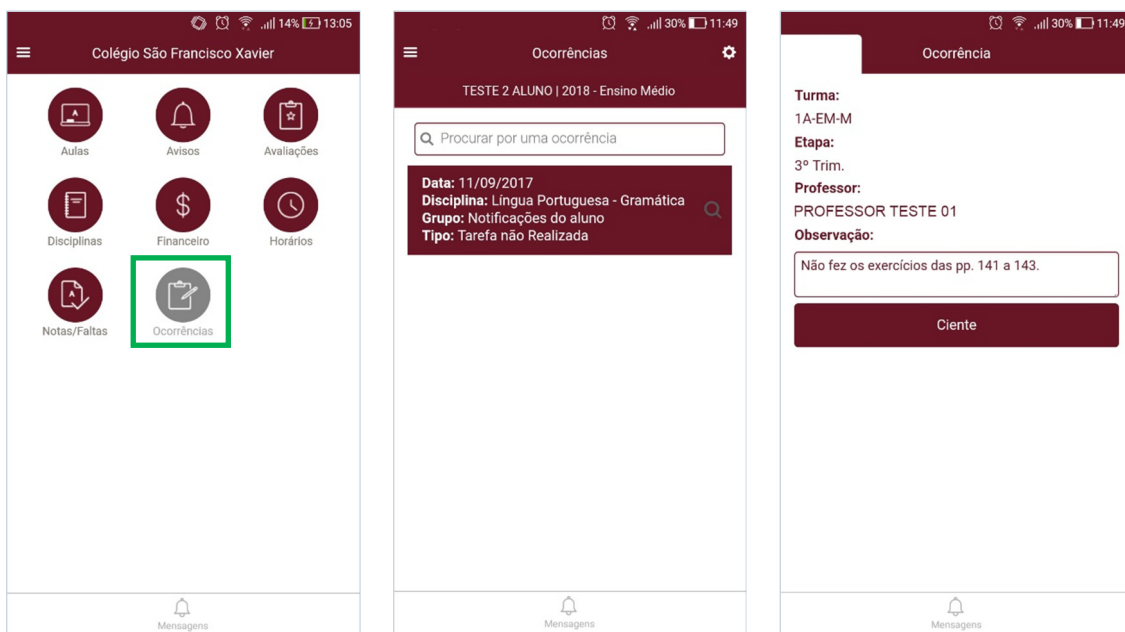 14% 13:05
Colégio São Francisco Xavier
Aulas Avisos Avaliações
Disciplinas Financeiro Horários
Notas/Faltas Ocorrências
Mensagens
30% 11:49
Ocorrências
TESTE 2 ALUNO | 2018 - Ensino Médio
Procurar por uma ocorrência
Data: 11/09/2017
Disciplina: Língua Portuguesa - Gramática
Grupo: Notificações do aluno
Tipo: Tarefa não Realizada
Mensagens
30% 11:49
Ocorrência
Turma:
1A-EM-M
Etapa:
3º Trim.
Professor:
PROFESSOR TESTE 01
Observação:
Não fez os exercícios das pp. 141 a 143.
Ciente
Mensagens